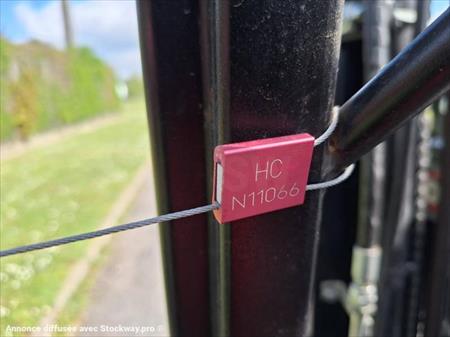 HC
N11066
Annonce diffusée avec Stockway.pro ©